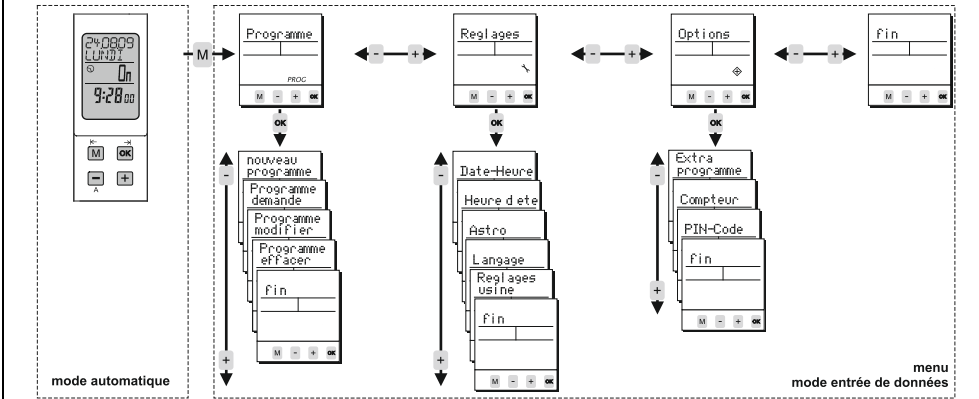 24.08.09
LUNDI
On
9:28 00
M
OK
-
+
A
mode automatique
M
Programme
PROG
M - + OK
- +
Reglages
M - + OK
- +
Options
M - + OK
- +
fin
M - + OK
OK
OK
OK
-
+
nouveau
programme
Programme
demande
Programme
modifier
Programme
effacer
fin
M - + OK
-
+
Date-Heure
Heure d ete
Astro
Langage
Reglages
usine
fin
M - + OK
-
+
Extra
programme
Compteur
PIN-Code
fin
M - + OK
menu
mode entrée de données